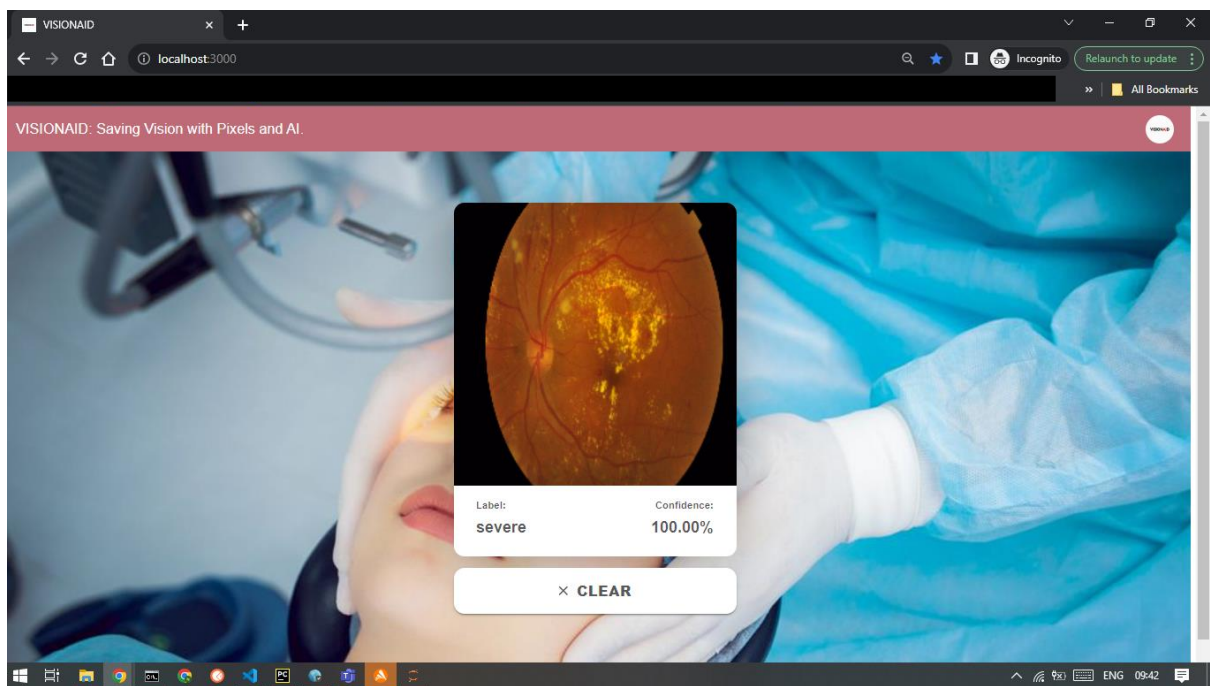 VISIONAID
localhost:3000
Incognito
Relaunch to update
All Bookmarks
VISIONAID: Saving Vision with Pixels and AI.
VISIONAID
Label:
Confidence:
severe
100.00%
× CLEAR
ENG
09:42